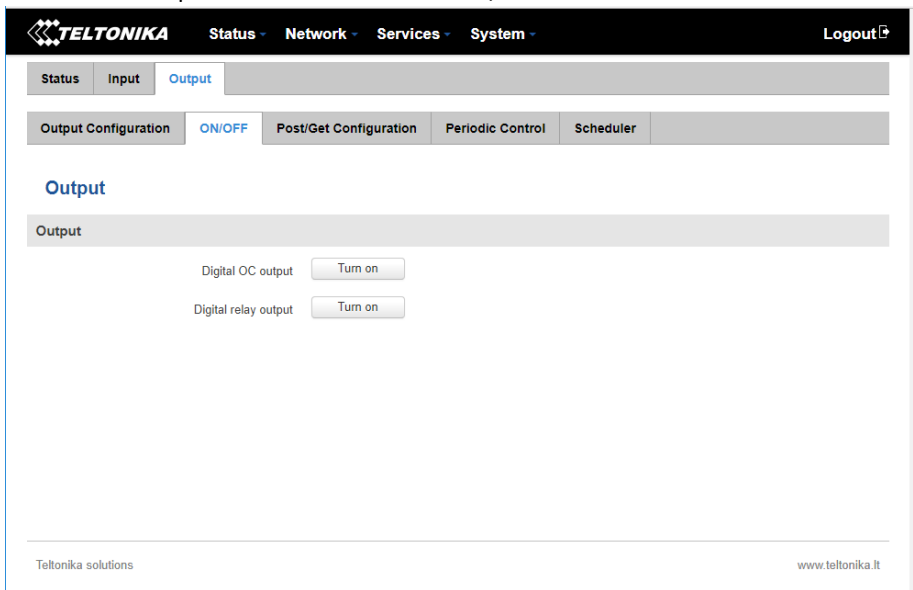 TELTONIKA Status Network Services System Logout
Status Input Output
Output Configuration ON/OFF Post/Get Configuration Periodic Control Scheduler
Output
Output
Digital OC output Turn on
Digital relay output Turn on
Teltonika solutions www.teltonika.lt